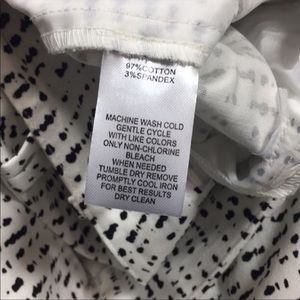 97%COTTON
3%SPANDEX
MACHINE WASH COLD
GENTLE CYCLE
WITH LIKE COLORS
ONLY NON-CHLORINE
BLEACH
WHEN NEEDED
TUMBLE DRY REMOVE
PROMPTLY COOL IRON
FOR BEST RESULTS
DRY CLEAN